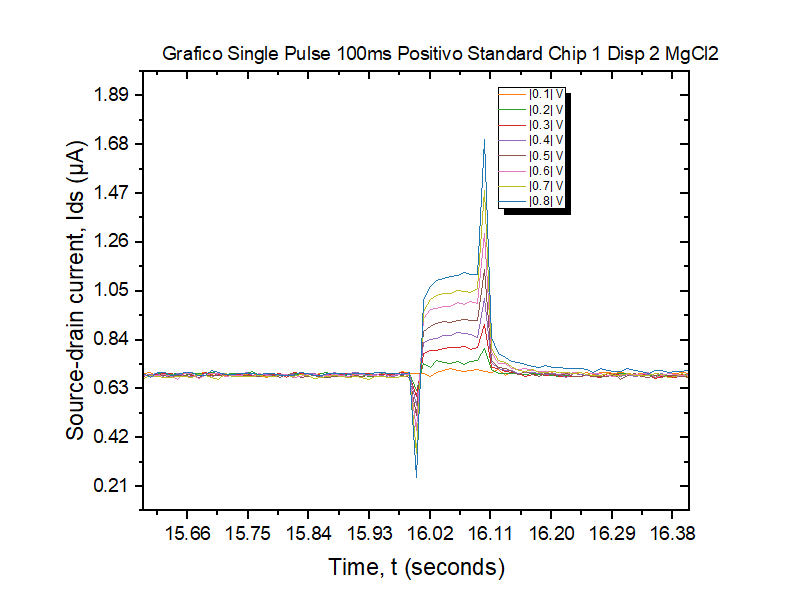 Grafico Single Pulse 100ms Positivo Standard Chip 1 Disp 2 MgCl2
|0.1| V
|0.2| V
|0.3| V
|0.4| V
|0.5| V
|0.6| V
|0.7| V
|0.8| V
Source-drain current, Ids (µA)
1.89
1.68
1.47
1.26
1.05
0.84
0.63
0.42
0.21
15.66 15.75 15.84 15.93 16.02 16.11 16.20 16.29 16.38
Time, t (seconds)